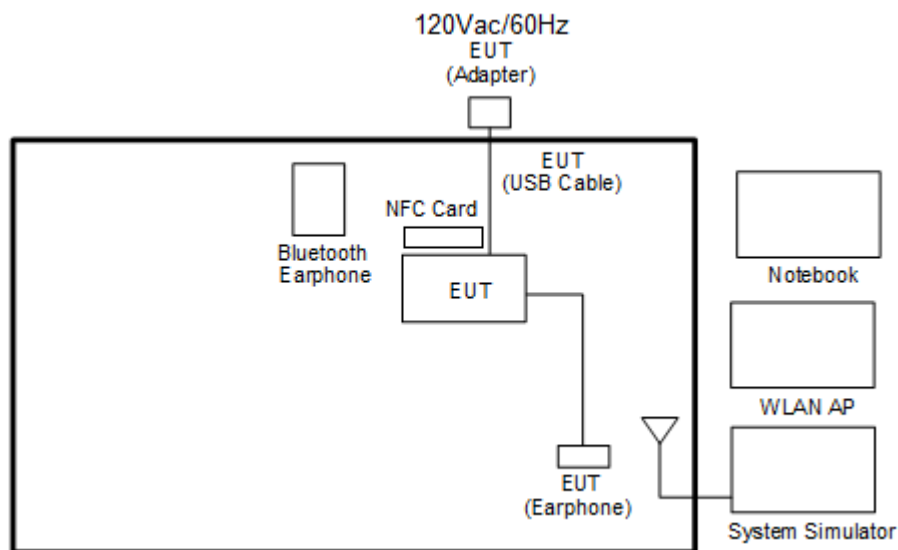 120Vac/60Hz
EUT
(Adapter)
EUT
(USB Cable)
NFC Card
Bluetooth
Earphone
EUT
Notebook
WLAN AP
EUT
(Earphone)
System Simulator